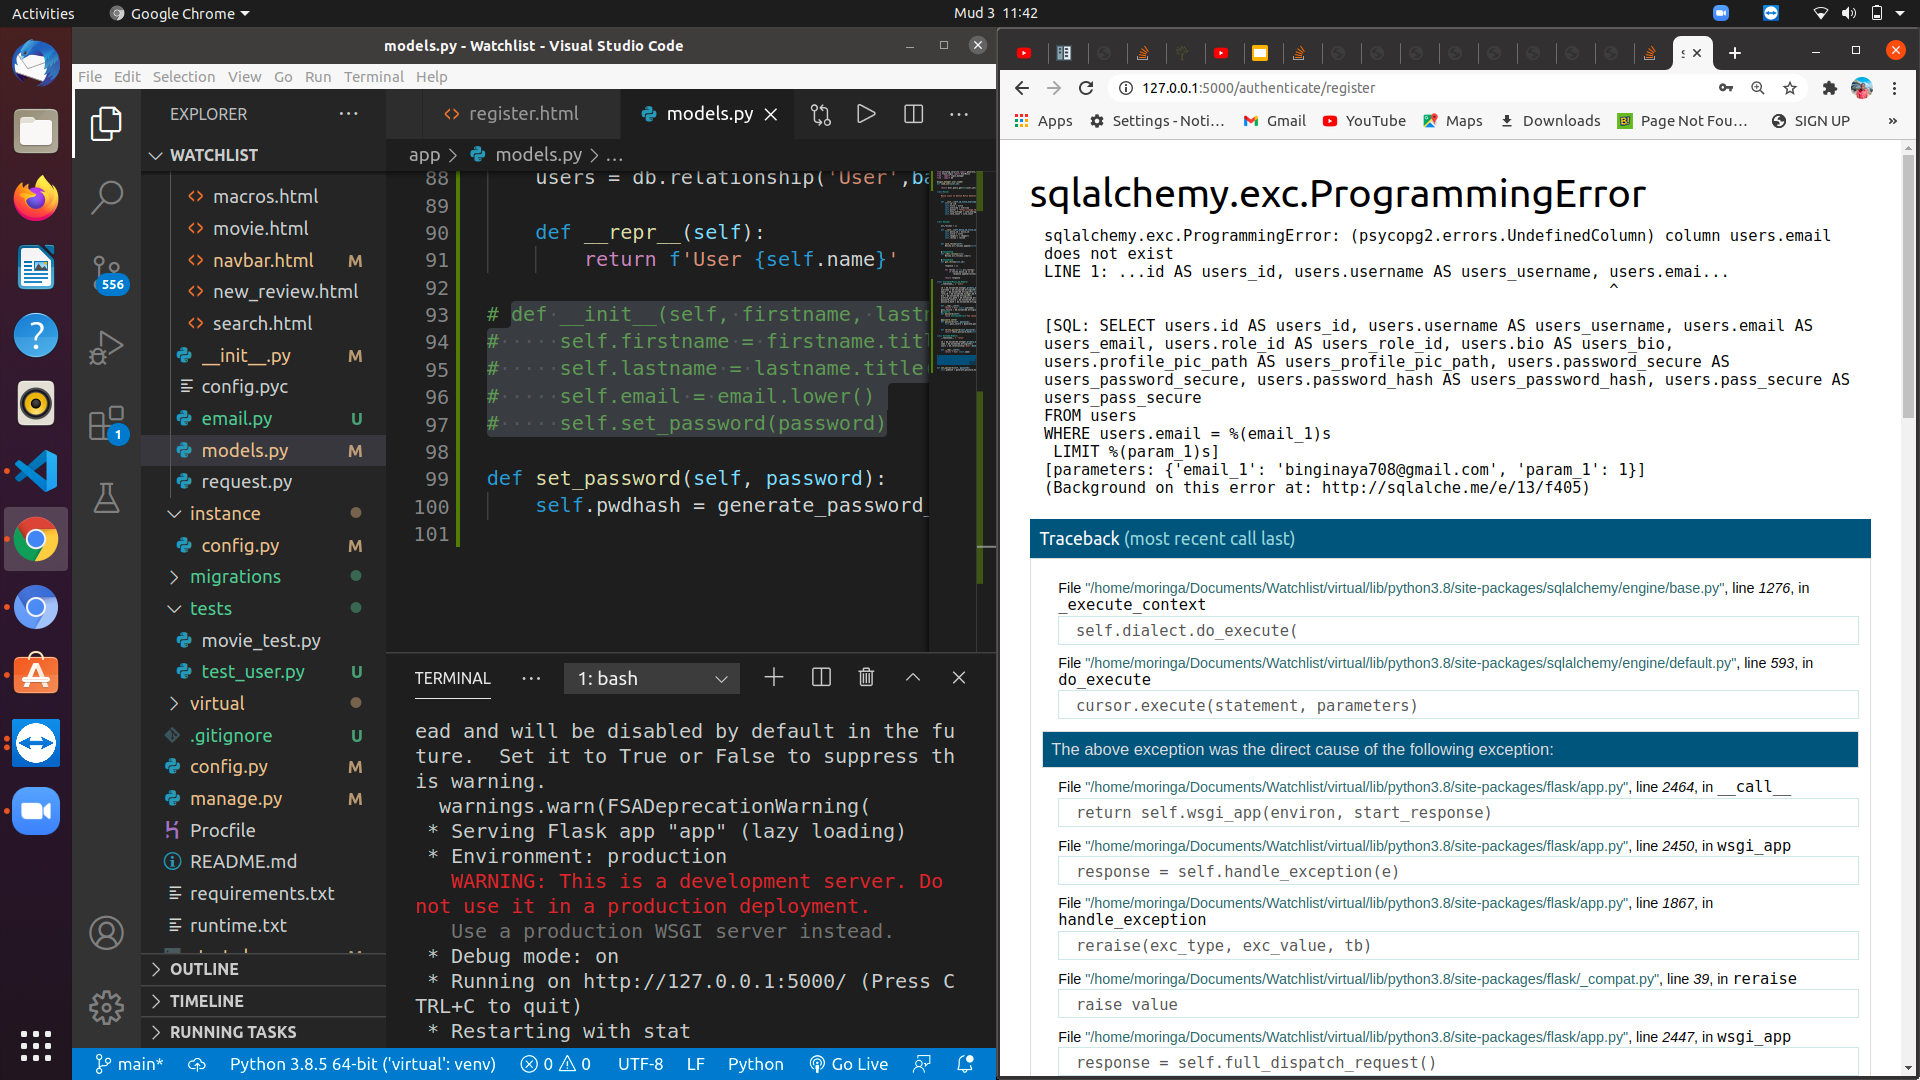 Activities
Google Chrome
Mud 3 11:42
models.py - Watchlist - Visual Studio Code
File Edit Selection View Go Run Terminal Help
EXPLORER
WATCHLIST
macros.html
movie.html
navbar.html M
new_review.html
search.html
__init__.py M
config.pyc
email.py U
models.py M
request.py
instance
config.py M
migrations
tests
movie_test.py
test_user.py U
virtual
.gitignore U
config.py M
manage.py M
Procfile
README.md
requirements.txt
runtime.txt
OUTLINE
TIMELINE
RUNNING TASKS
556
1
register.html
models.py
app > models.py > ...
88 users = db.relationship('User',ba
89
90 def __repr__(self):
91 return f'User {self.name}'
92
93 # def __init__(self, firstname, lastn
94 # self.firstname = firstname.titl
95 # self.lastname = lastname.title
96 # self.email = email.lower()
97 # self.set_password(password)
98
99 def set_password(self, password):
100 self.pwdhash = generate_password_
101
TERMINAL
1: bash
ead and will be disabled by default in the fu
ture. Set it to True or False to suppress th
is warning.
warnings.warn(FSADeprecationWarning(
* Serving Flask app "app" (lazy loading)
* Environment: production
WARNING: This is a development server. Do
not use it in a production deployment.
Use a production WSGI server instead.
* Debug mode: on
* Running on http://127.0.0.1:5000/ (Press C
TRL+C to quit)
* Restarting with stat
main*
Python 3.8.5 64-bit ('virtual': venv)
0 0
UTF-8
LF
Python
Go Live
127.0.0.1:5000/authenticate/register
Apps
Settings - Noti...
Gmail
YouTube
Maps
Downloads
Page Not Fou...
SIGN UP
»
sqlalchemy.exc.ProgrammingError
sqlalchemy.exc.ProgrammingError: (psycopg2.errors.UndefinedColumn) column users.email
does not exist
LINE 1: ...id AS users_id, users.username AS users_username, users.emai...
^
[SQL: SELECT users.id AS users_id, users.username AS users_username, users.email AS
users_email, users.role_id AS users_role_id, users.bio AS users_bio,
users.profile_pic_path AS users_profile_pic_path, users.password_secure AS
users_password_secure, users.password_hash AS users_password_hash, users.pass_secure AS
users_pass_secure
FROM users
WHERE users.email = %(email_1)s
LIMIT %(param_1)s]
[parameters: {'email_1': 'binginaya708@gmail.com', 'param_1': 1}]
(Background on this error at: http://sqlalche.me/e/13/f405)
Traceback (most recent call last)
File "/home/moringa/Documents/Watchlist/virtual/lib/python3.8/site-packages/sqlalchemy/engine/base.py", line 1276, in
_execute_context
self.dialect.do_execute(
File "/home/moringa/Documents/Watchlist/virtual/lib/python3.8/site-packages/sqlalchemy/engine/default.py", line 593, in
do_execute
cursor.execute(statement, parameters)
The above exception was the direct cause of the following exception:
File "/home/moringa/Documents/Watchlist/virtual/lib/python3.8/site-packages/flask/app.py", line 2464, in __call__
return self.wsgi_app(environ, start_response)
File "/home/moringa/Documents/Watchlist/virtual/lib/python3.8/site-packages/flask/app.py", line 2450, in wsgi_app
response = self.handle_exception(e)
File "/home/moringa/Documents/Watchlist/virtual/lib/python3.8/site-packages/flask/app.py", line 1867, in
handle_exception
reraise(exc_type, exc_value, tb)
File "/home/moringa/Documents/Watchlist/virtual/lib/python3.8/site-packages/flask/_compat.py", line 39, in reraise
raise value
File "/home/moringa/Documents/Watchlist/virtual/lib/python3.8/site-packages/flask/app.py", line 2447, in wsgi_app
response = self.full_dispatch_request()